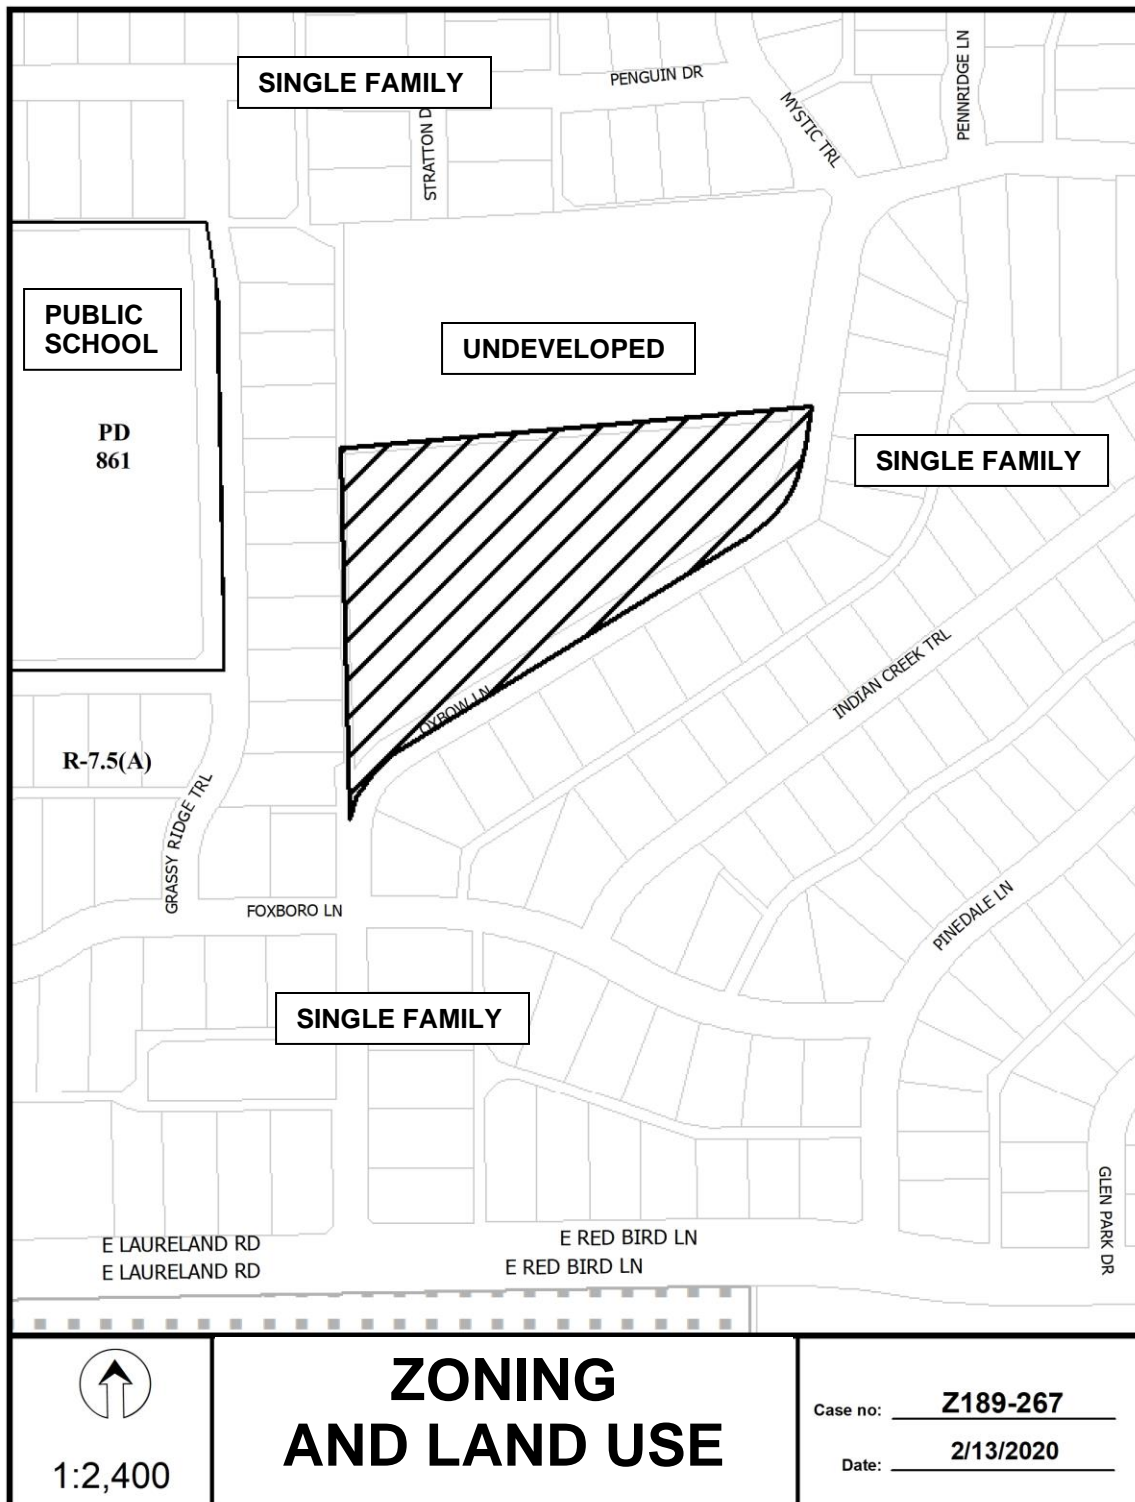 SINGLE FAMILY
PENGUIN DR
PENNRIDGE LN
MYSTIC TRL
STRATTON D
PUBLIC
SCHOOL
UNDEVELOPED
PD
861
SINGLE FAMILY
INDIAN CREEK TRL
OXBOW LN
R-7.5(A)
GRASSY RIDGE TRL
FOXBORO LN
PINEDALE LN
SINGLE FAMILY
GLEN PARK DR
E LAURELAND RD
E RED BIRD LN
E LAURELAND RD
E RED BIRD LN
ZONING
AND LAND USE
1:2,400
Case no: Z189-267
Date: 2/13/2020